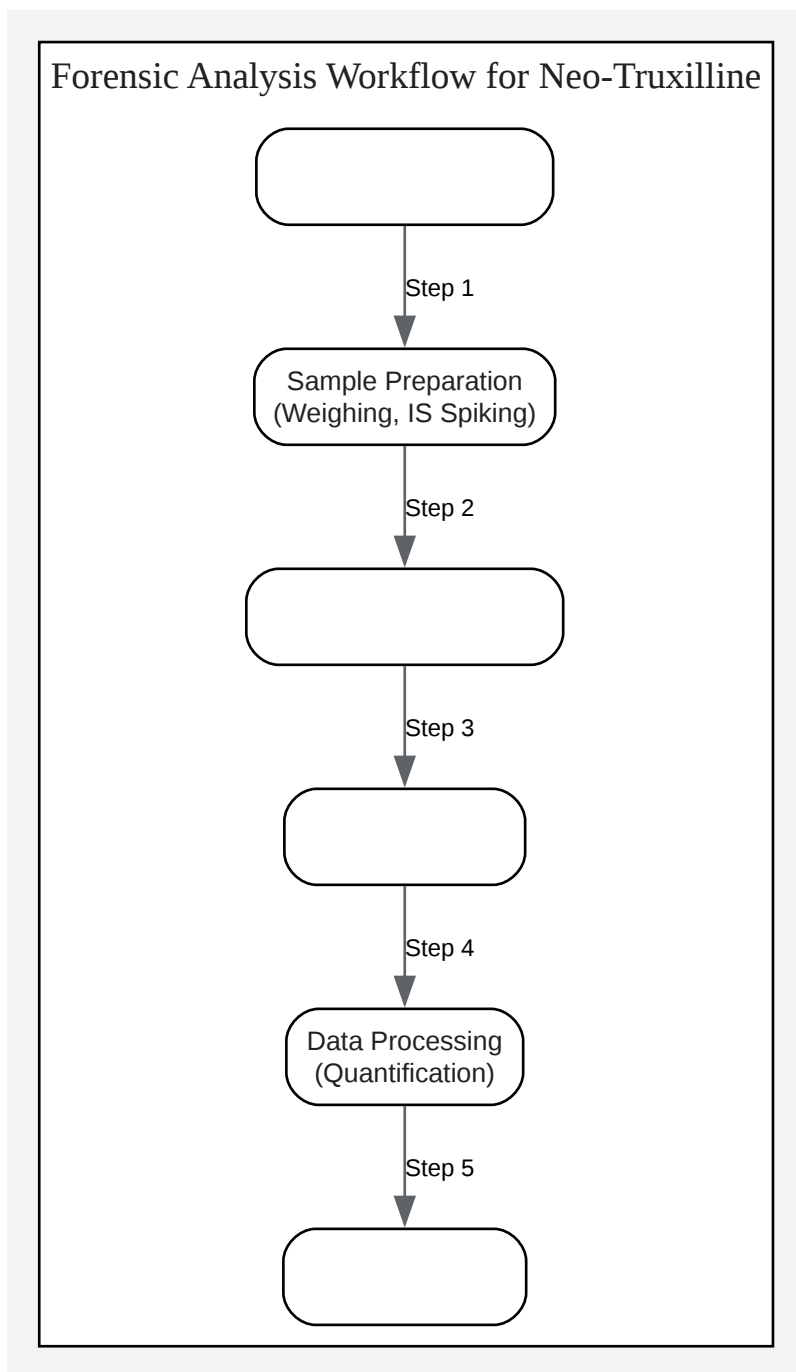 Forensic Analysis Workflow for Neo-Truxilline
Step 1
Sample Preparation
(Weighing, IS Spiking)
Step 2
Step 3
Step 4
Data Processing
(Quantification)
Step 5